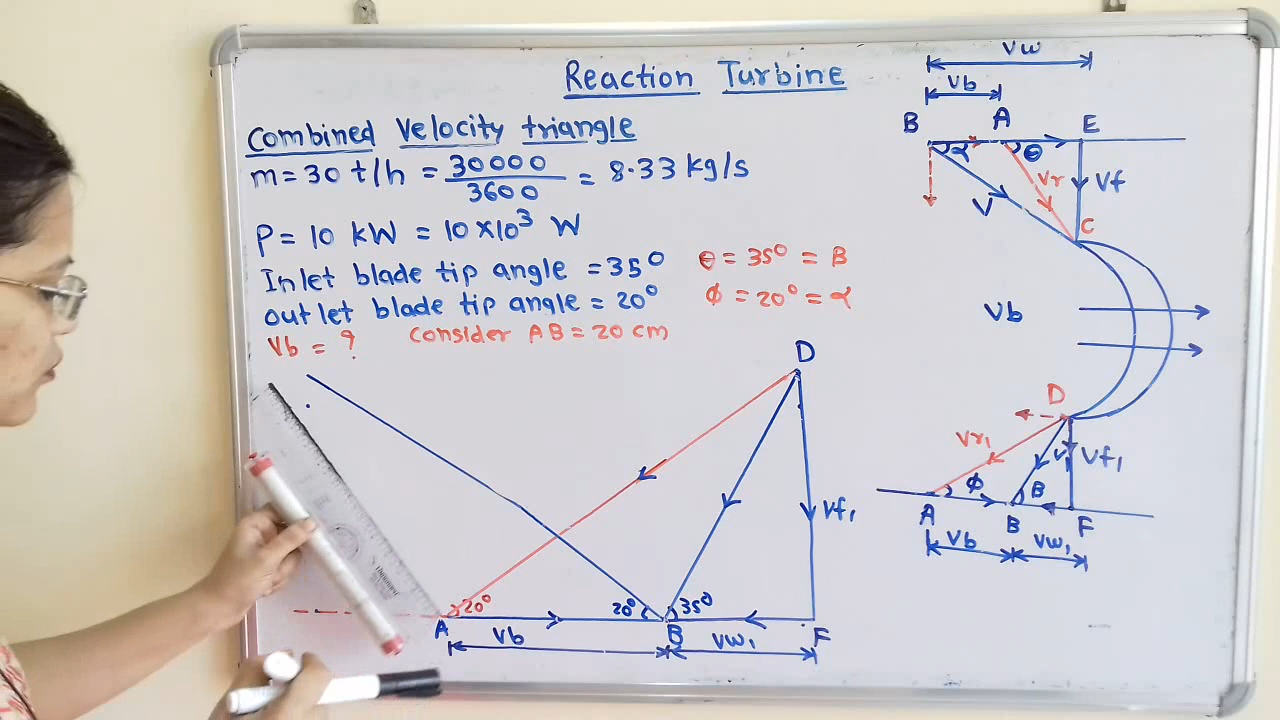 Reaction Turbine
Combined Velocity triangle
m = 30 t/h = 30000 / 3600 = 8.33 kg/s
P = 10 kW = 10 × 10³ W
Inlet blade tip angle = 35°
outlet blade tip angle = 20°
θ = 35° = B
ϕ = 20° = α
Vb = ?
Consider AB = 20 cm
D
Vf₁
20°
20°
35°
A
B
F
Vb
Vw₁
Vw
Vb
B
A
E
α
θ
Vr
Vf
V
C
Vb
D
Vr₁
V₁
Vf₁
ϕ
B
A
B
F
Vb
Vw₁